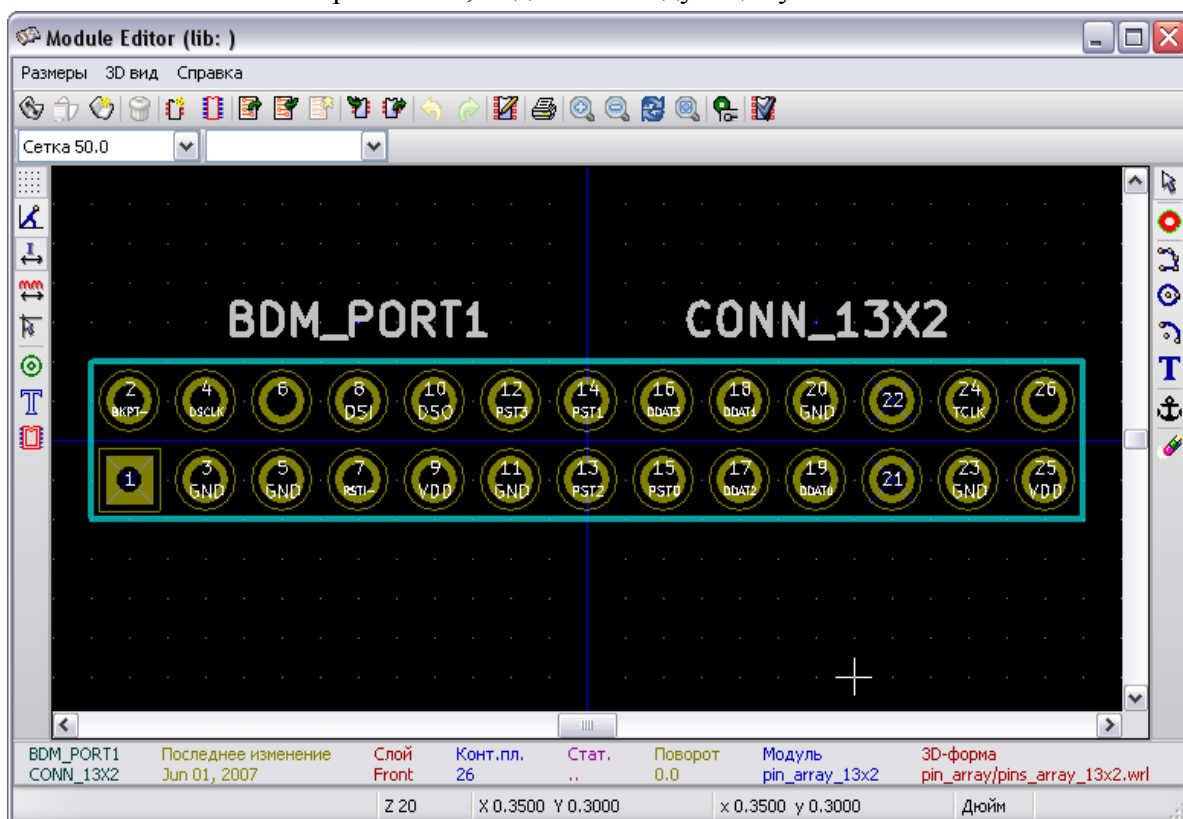 Module Editor (lib: )
Размеры 3D вид Справка
Сетка 50.0
BDM_PORT1 CONN_13X2
2 4 6 8 10 12 14 16 18 20 22 24 26
BKPT- DSCLK DSI DSO PST3 PST1 DDAT3 DDAT1 GND TCLK
1 3 5 7 9 11 13 15 17 19 21 23 25
GND GND RSTI- VDD GND PST2 PST0 DDAT2 DDAT0 GND VDD
BDM_PORT1 Последнее изменение Слой Конт.пл. Стат. Поворот Модуль 3D-форма
CONN_13X2 Jun 01, 2007 Front 26 .. 0.0 pin_array_13x2 pin_array/pins_array_13x2.wrl
Z 20 X 0.3500 Y 0.3000 x 0.3500 y 0.3000 Дюйм